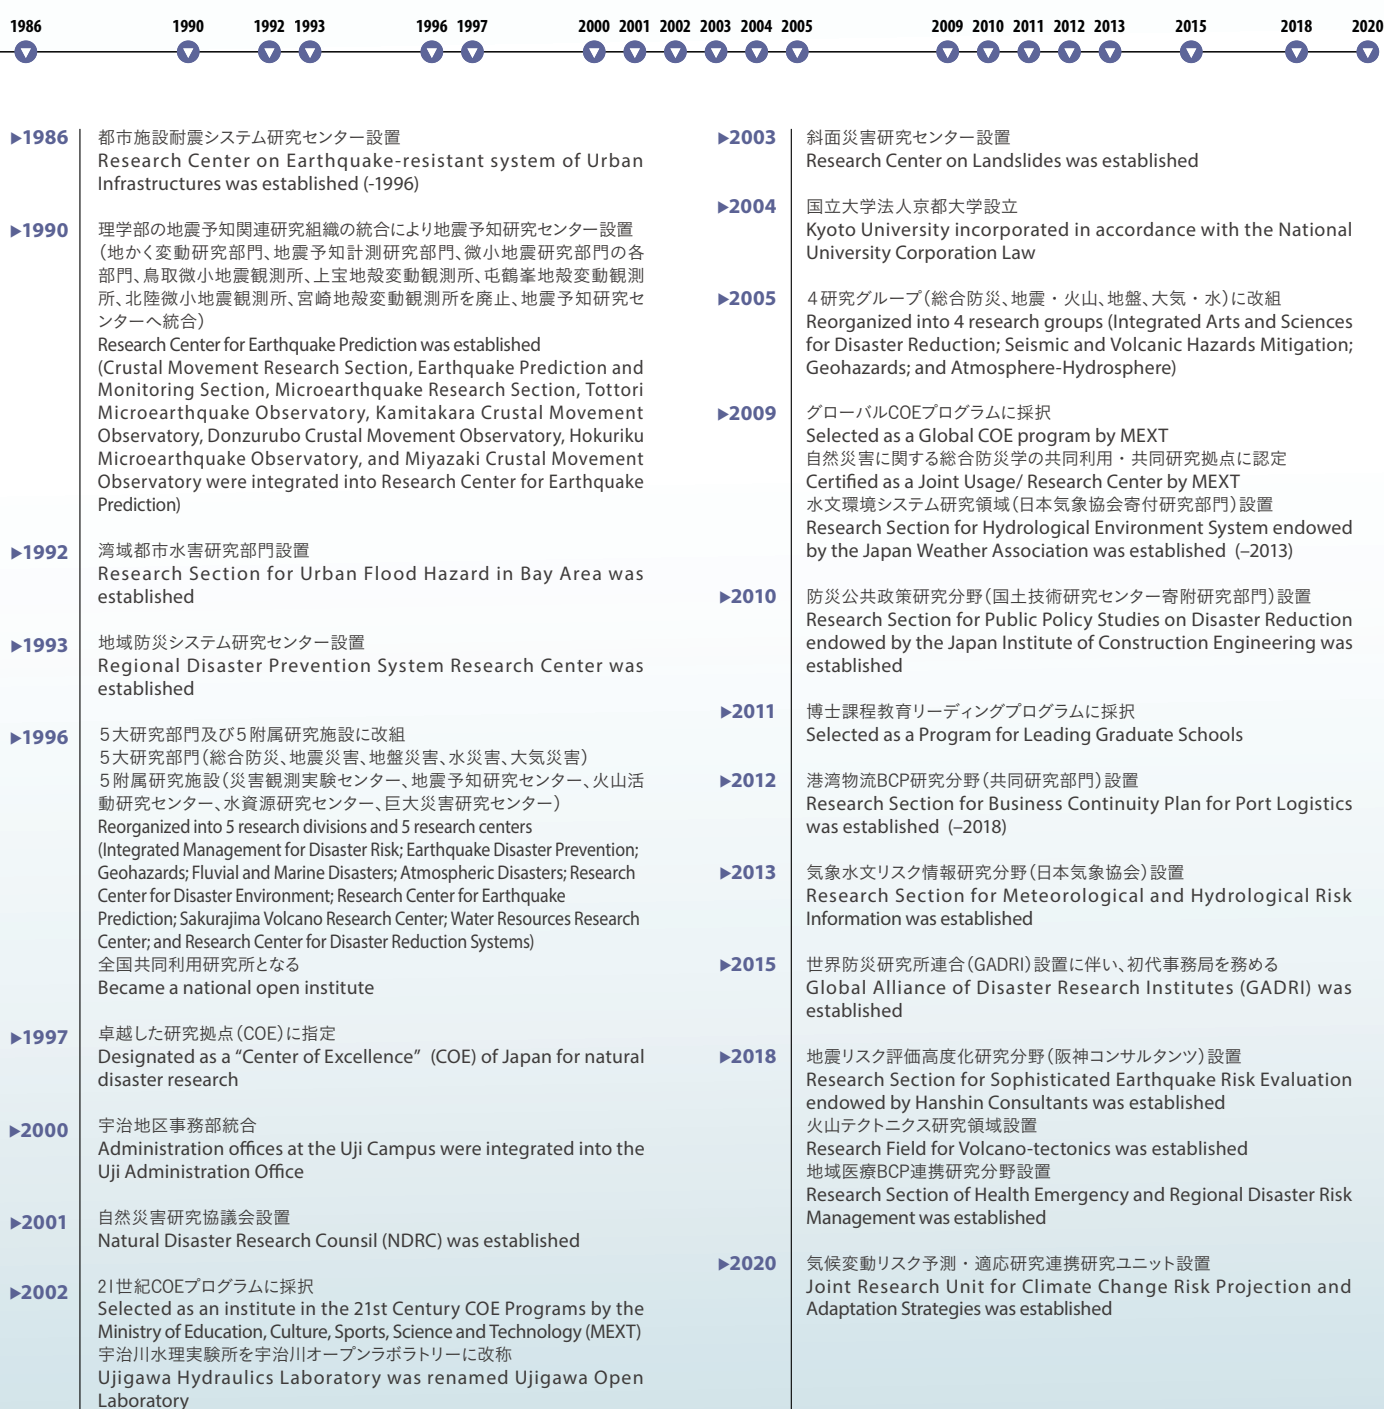 1986 1990 1992 1993 1996 1997 2000 2001 2002 2003 2004 2005 2009 2010 2011 2012 2013 2015 2018 2020
▶1986 都市施設耐震システム研究センター設置
Research Center on Earthquake-resistant system of Urban
Infrastructures was established (-1996)
▶1990 理学部の地震予知関連研究組織の統合により地震予知研究センター設置
(地かく変動研究部門、地震予知計測研究部門、微小地震研究部門の各
部門、鳥取微小地震観測所、上宝地殻変動観測所、屯鶴峯地殻変動観測
所、北陸微小地震観測所、宮崎地殻変動観測所を廃止、地震予知研究セ
ンターへ統合)
Research Center for Earthquake Prediction was established
(Crustal Movement Research Section, Earthquake Prediction and
Monitoring Section, Microearthquake Research Section, Tottori
Microearthquake Observatory, Kamitakara Crustal Movement
Observatory, Donzurubo Crustal Movement Observatory, Hokuriku
Microearthquake Observatory, and Miyazaki Crustal Movement
Observatory were integrated into Research Center for Earthquake
Prediction)
▶1992 湾域都市水害研究部門設置
Research Section for Urban Flood Hazard in Bay Area was
established
▶1993 地域防災システム研究センター設置
Regional Disaster Prevention System Research Center was
established
▶1996 5大研究部門及び5附属研究施設に改組
5大研究部門(総合防災、地震災害、地盤災害、水災害、大気災害)
5附属研究施設(災害観測実験センター、地震予知研究センター、火山活
動研究センター、水資源研究センター、巨大災害研究センター)
Reorganized into 5 research divisions and 5 research centers
(Integrated Management for Disaster Risk; Earthquake Disaster Prevention;
Geohazards; Fluvial and Marine Disasters; Atmospheric Disasters; Research
Center for Disaster Environment; Research Center for Earthquake
Prediction; Sakurajima Volcano Research Center; Water Resources Research
Center; and Research Center for Disaster Reduction Systems)
全国共同利用研究所となる
Became a national open institute
▶1997 卓越した研究拠点(COE)に指定
Designated as a “Center of Excellence” (COE) of Japan for natural
disaster research
▶2000 宇治地区事務部統合
Administration offices at the Uji Campus were integrated into the
Uji Administration Office
▶2001 自然災害研究協議会設置
Natural Disaster Research Counsil (NDRC) was established
▶2002 21世紀COEプログラムに採択
Selected as an institute in the 21st Century COE Programs by the
Ministry of Education, Culture, Sports, Science and Technology (MEXT)
宇治川水理実験所を宇治川オープンラボラトリーに改称
Ujigawa Hydraulics Laboratory was renamed Ujigawa Open
Laboratory
▶2003 斜面災害研究センター設置
Research Center on Landslides was established
▶2004 国立大学法人京都大学設立
Kyoto University incorporated in accordance with the National
University Corporation Law
▶2005 4研究グループ(総合防災、地震・火山、地盤、大気・水)に改組
Reorganized into 4 research groups (Integrated Arts and Sciences
for Disaster Reduction; Seismic and Volcanic Hazards Mitigation;
Geohazards; and Atmosphere-Hydrosphere)
▶2009 グローバルCOEプログラムに採択
Selected as a Global COE program by MEXT
自然災害に関する総合防災学の共同利用・共同研究拠点に認定
Certified as a Joint Usage/ Research Center by MEXT
水文環境システム研究領域(日本気象協会寄付研究部門)設置
Research Section for Hydrological Environment System endowed
by the Japan Weather Association was established (–2013)
▶2010 防災公共政策研究分野(国土技術研究センター寄附研究部門)設置
Research Section for Public Policy Studies on Disaster Reduction
endowed by the Japan Institute of Construction Engineering was
established
▶2011 博士課程教育リーディングプログラムに採択
Selected as a Program for Leading Graduate Schools
▶2012 港湾物流BCP研究分野(共同研究部門)設置
Research Section for Business Continuity Plan for Port Logistics
was established (–2018)
▶2013 気象水文リスク情報研究分野(日本気象協会)設置
Research Section for Meteorological and Hydrological Risk
Information was established
▶2015 世界防災研究所連合(GADRI)設置に伴い、初代事務局を務める
Global Alliance of Disaster Research Institutes (GADRI) was
established
▶2018 地震リスク評価高度化研究分野(阪神コンサルタンツ)設置
Research Section for Sophisticated Earthquake Risk Evaluation
endowed by Hanshin Consultants was established
火山テクトニクス研究領域設置
Research Field for Volcano-tectonics was established
地域医療BCP連携研究分野設置
Research Section of Health Emergency and Regional Disaster Risk
Management was established
▶2020 気候変動リスク予測・適応研究連携研究ユニット設置
Joint Research Unit for Climate Change Risk Projection and
Adaptation Strategies was established